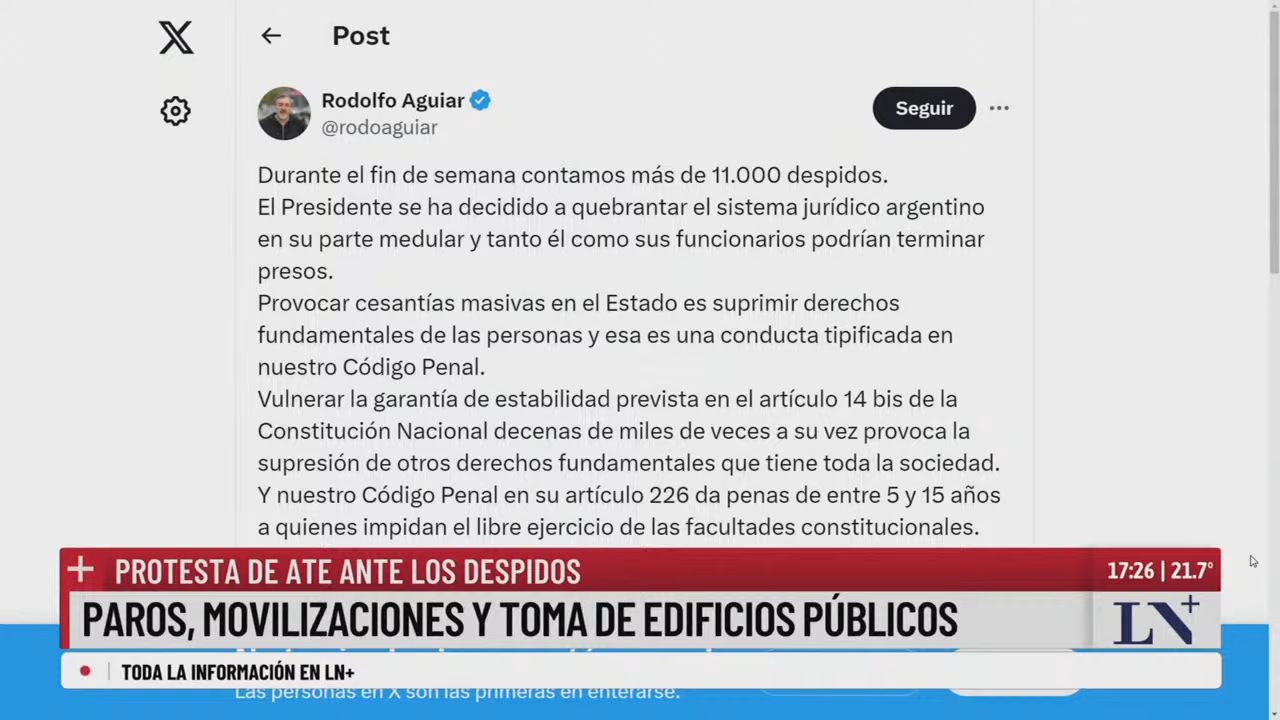 Post
Rodolfo Aguiar
@rodoaguiar
Seguir
Durante el fin de semana contamos más de 11.000 despidos.
El Presidente se ha decidido a quebrantar el sistema jurídico argentino
en su parte medular y tanto él como sus funcionarios podrían terminar
presos.
Provocar cesantías masivas en el Estado es suprimir derechos
fundamentales de las personas y esa es una conducta tipificada en
nuestro Código Penal.
Vulnerar la garantía de estabilidad prevista en el artículo 14 bis de la
Constitución Nacional decenas de miles de veces a su vez provoca la
supresión de otros derechos fundamentales que tiene toda la sociedad.
Y nuestro Código Penal en su artículo 226 da penas de entre 5 y 15 años
a quienes impidan el libre ejercicio de las facultades constitucionales.
+ PROTESTA DE ATE ANTE LOS DESPIDOS
17:26 | 21.7°
PAROS, MOVILIZACIONES Y TOMA DE EDIFICIOS PÚBLICOS
LN+
TODA LA INFORMACIÓN EN LN+
Las personas en X son las primeras en enterarse.